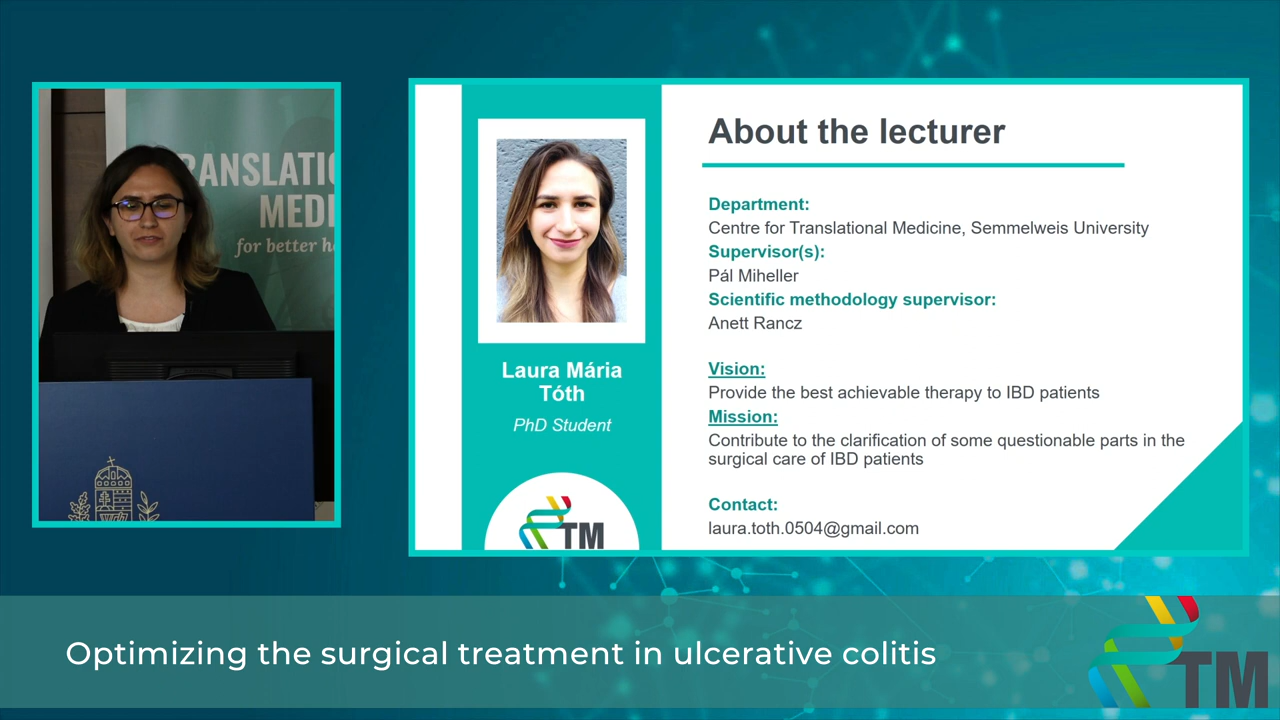 RANSLATIO
MEDI
for better h
About the lecturer
Department:
Centre for Translational Medicine, Semmelweis University
Supervisor(s):
Pál Miheller
Scientific methodology supervisor:
Anett Rancz
Vision:
Provide the best achievable therapy to IBD patients
Mission:
Contribute to the clarification of some questionable parts in the
surgical care of IBD patients
Contact:
laura.toth.0504@gmail.com
Laura Mária
Tóth
PhD Student
TM
Optimizing the surgical treatment in ulcerative colitis
TM